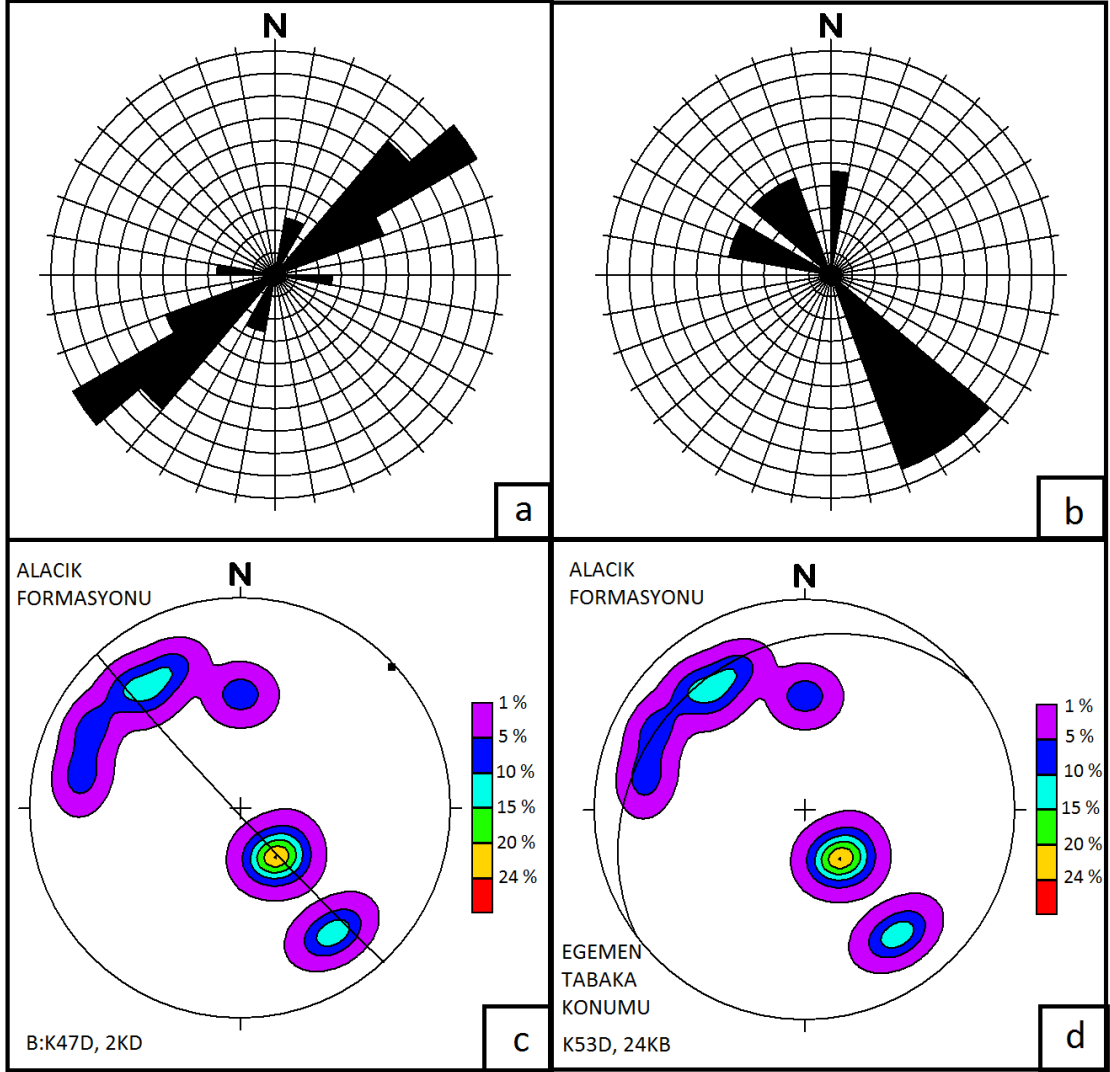 N
a
N
b
ALACIK
FORMASYONU
N
1 %
5 %
10 %
15 %
20 %
24 %
B:K47D, 2KD
c
ALACIK
FORMASYONU
N
1 %
5 %
10 %
15 %
20 %
24 %
EGEMEN
TABAKA
KONUMU
K53D, 24KB
d